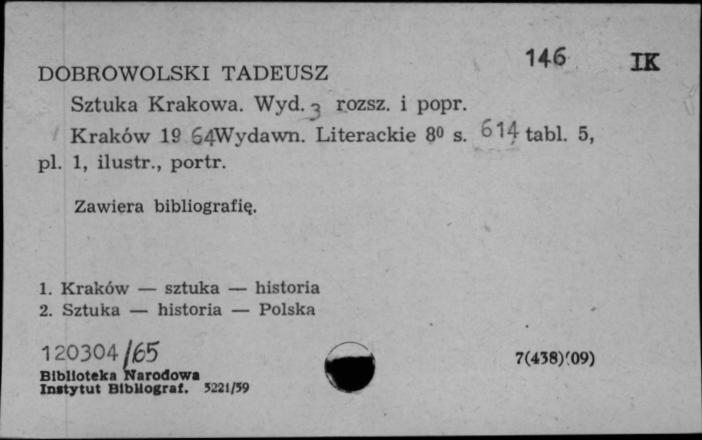 146 IK
DOBROWOLSKI TADEUSZ
Sztuka Krakowa. Wyd. 3 rozsz. i popr.
Kraków 19 64 Wydawn. Literackie 8⁰ s. 614 tabl. 5,
pl. 1, ilustr., portr.
Zawiera bibliografię.
1. Kraków — sztuka — historia
2. Sztuka — historia — Polska
120304/65
7(438)(09)
Biblioteka Narodowa
Instytut Bibliograf. 5221/59